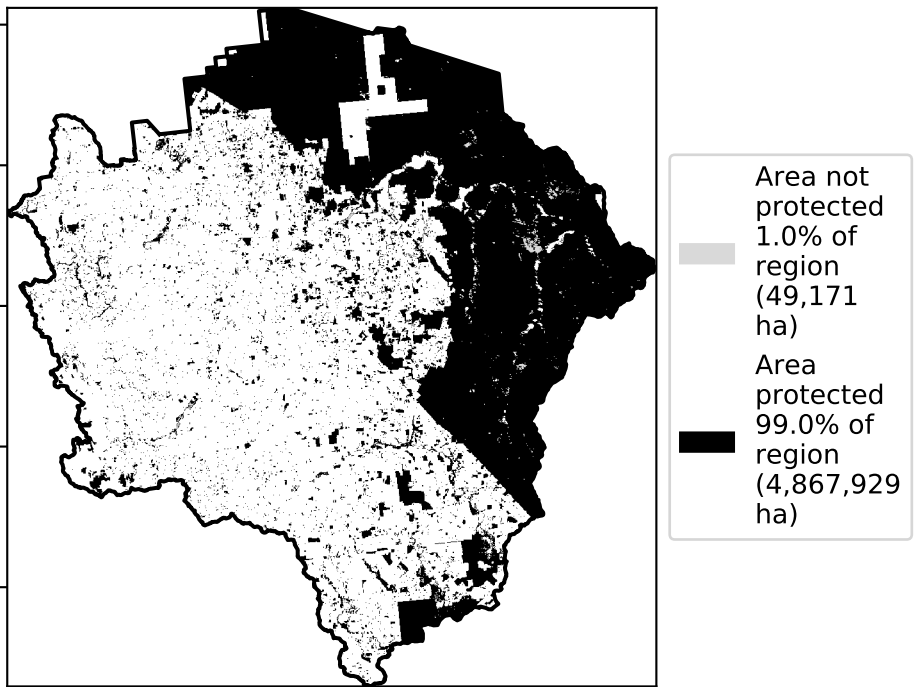 Area not
protected
1.0% of
region
(49,171
ha)
Area
protected
99.0% of
region
(4,867,929
ha)